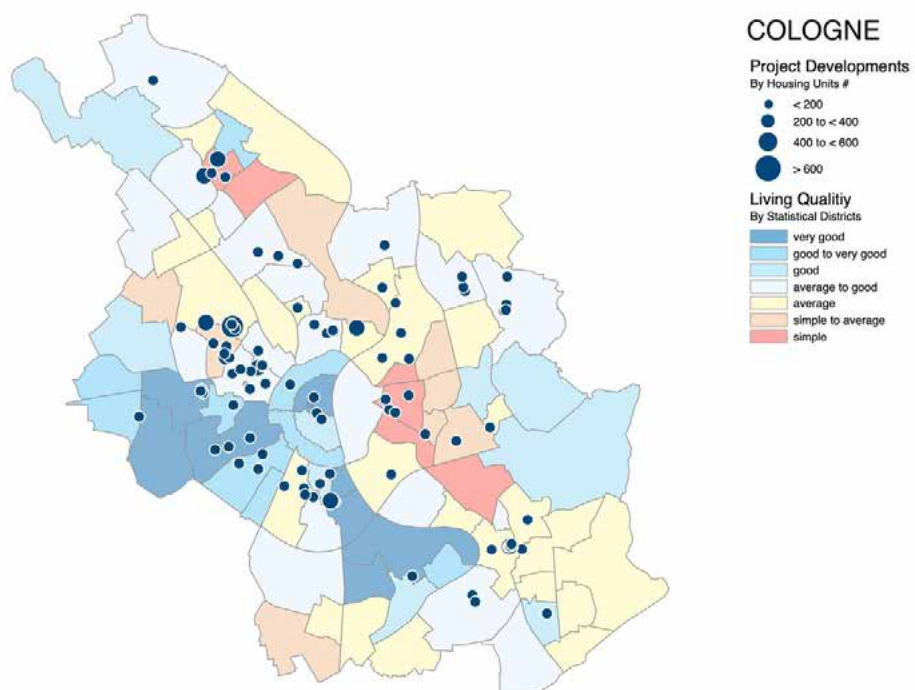 COLOGNE
Project Developments
By Housing Units #
< 200
200 to < 400
400 to < 600
> 600
Living Qualitiy
By Statistical Districts
very good
good to very good
good
average to good
average
simple to average
simple